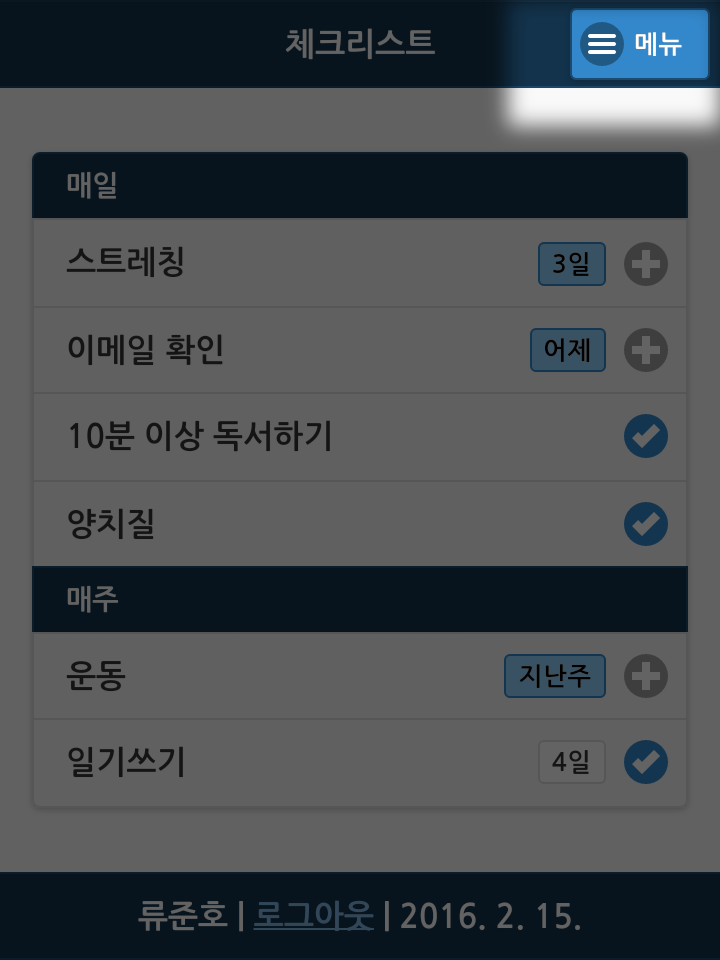 체크리스트 메뉴
매일
스트레칭 3일
이메일 확인 어제
10분 이상 독서하기
양치질
매주
운동 지난주
일기쓰기 4일
류준호 | 로그아웃 | 2016. 2. 15.